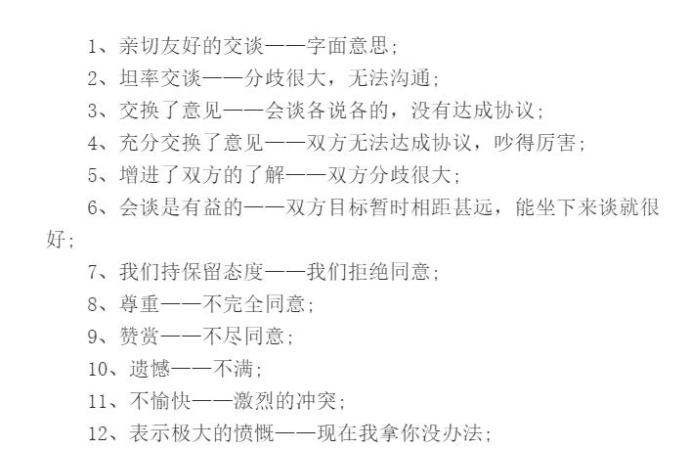 1、亲切友好的交谈——字面意思;
2、坦率交谈——分歧很大，无法沟通;
3、交换了意见——会谈各说各的，没有达成协议;
4、充分交换了意见——双方无法达成协议，吵得厉害;
5、增进了双方的了解——双方分歧很大;
6、会谈是有益的——双方目标暂时相距甚远，能坐下来谈就很
好;
7、我们持保留态度——我们拒绝同意;
8、尊重——不完全同意;
9、赞赏——不尽同意;
10、遗憾——不满;
11、不愉快——激烈的冲突;
12、表示极大的愤慨——现在我拿你没办法;